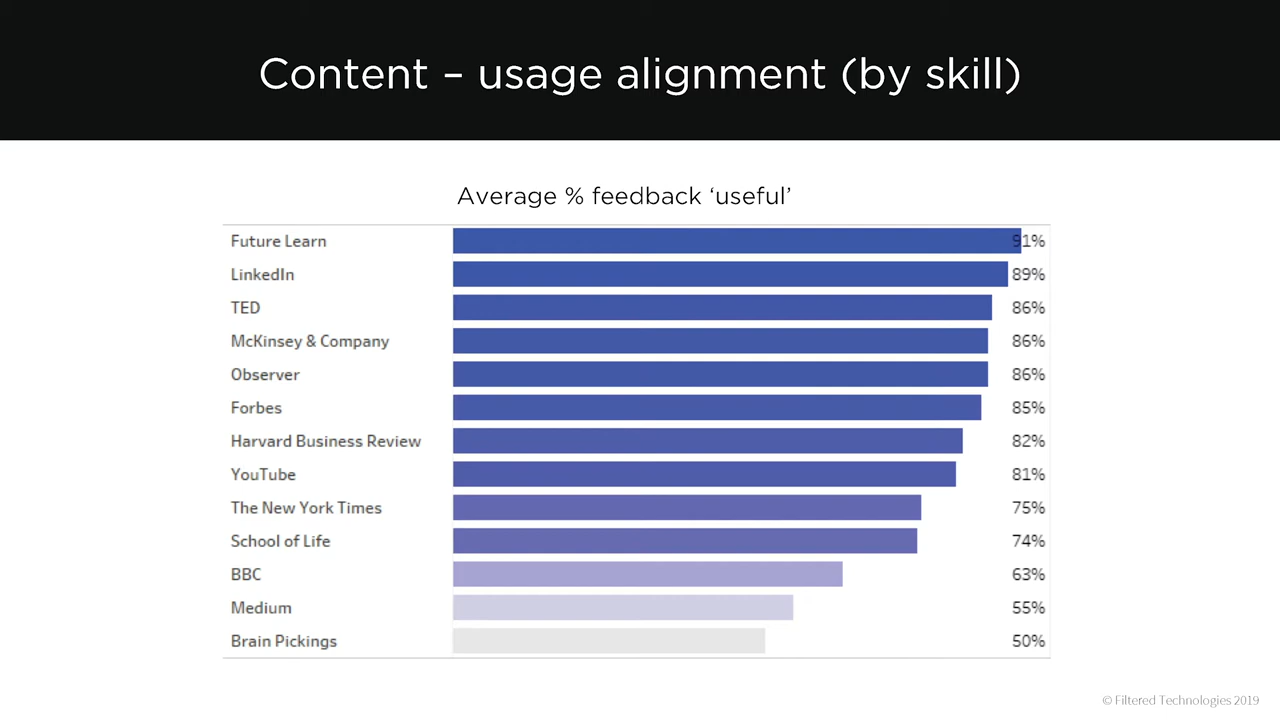 Content – usage alignment (by skill)
Average % feedback ‘useful’
Future Learn 91%
LinkedIn 89%
TED 86%
McKinsey & Company 86%
Observer 86%
Forbes 85%
Harvard Business Review 82%
YouTube 81%
The New York Times 75%
School of Life 74%
BBC 63%
Medium 55%
Brain Pickings 50%
© Filtered Technologies 2019